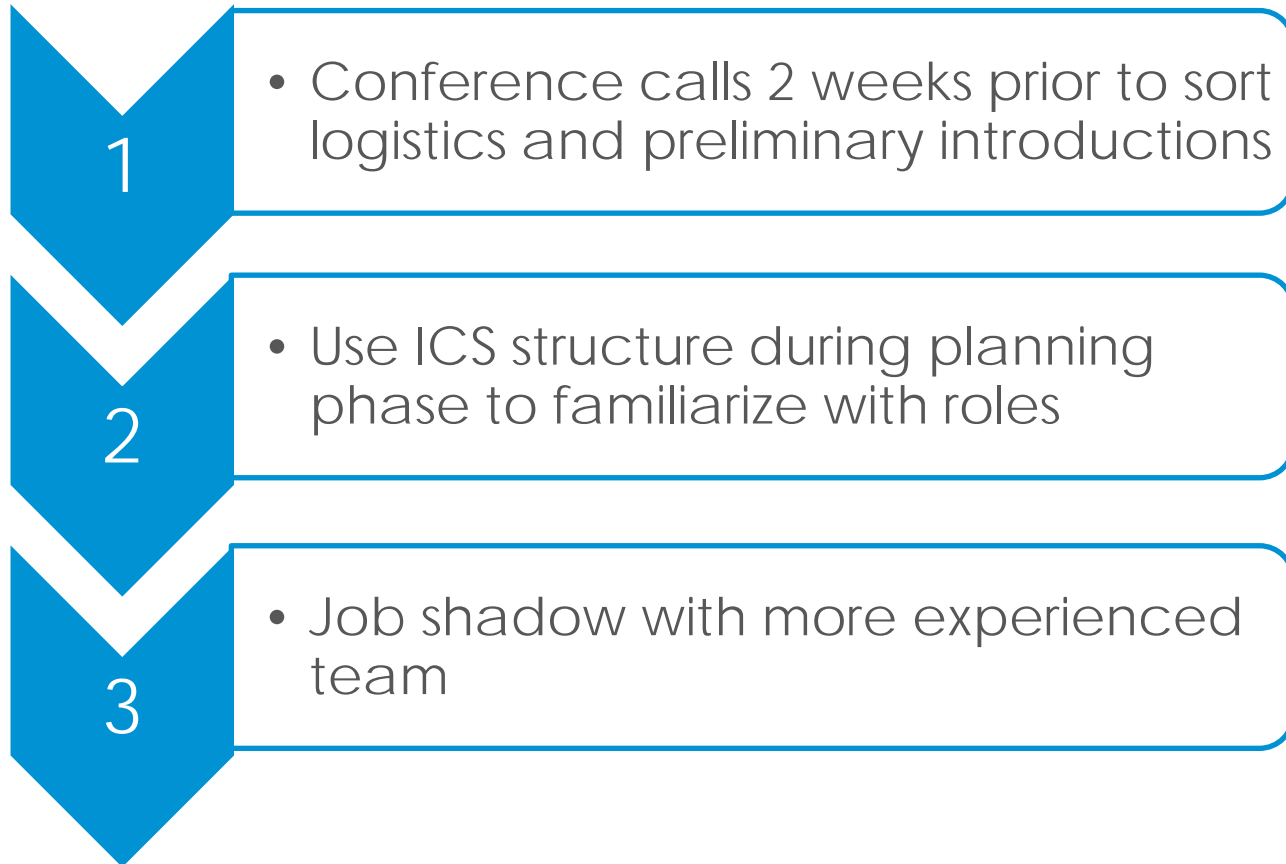 1
• Conference calls 2 weeks prior to sort
logistics and preliminary introductions
2
• Use ICS structure during planning
phase to familiarize with roles
3
• Job shadow with more experienced
team